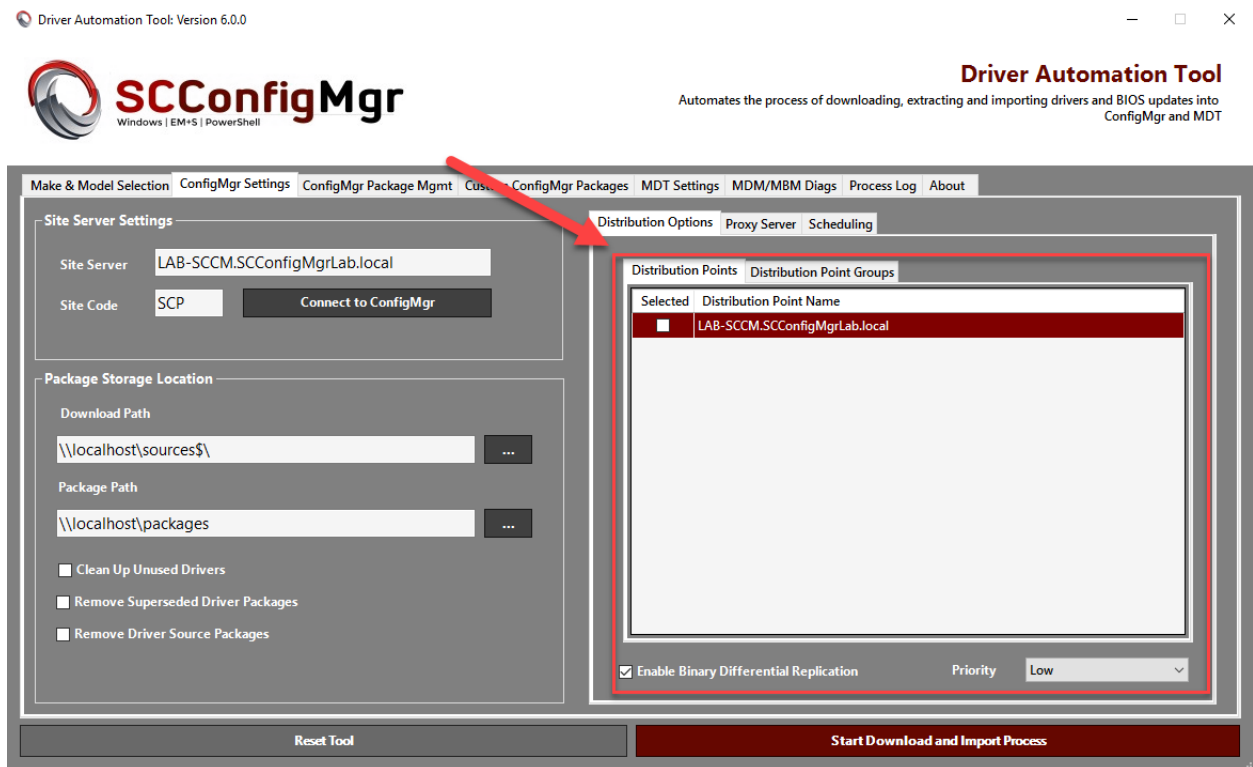 Driver Automation Tool: Version 6.0.0
SCConfigMgr
Windows | EM+S | PowerShell
Driver Automation Tool
Automates the process of downloading, extracting and importing drivers and BIOS updates into
ConfigMgr and MDT
Make & Model Selection ConfigMgr Settings ConfigMgr Package Mgmt ConfigMgr Packages MDT Settings MDM/MBM Diags Process Log About
Site Server Settings
Site Server LAB-SCCM.SCConfigMgrLab.local
Site Code SCP Connect to ConfigMgr
Package Storage Location
Download Path
\\localhost\sources$\ ...
Package Path
\\localhost\packages ...
Clean Up Unused Drivers
Remove Superseded Driver Packages
Remove Driver Source Packages
Distribution Options Proxy Server Scheduling
Distribution Points Distribution Point Groups
Selected Distribution Point Name
LAB-SCCM.SCConfigMgrLab.local
Enable Binary Differential Replication Priority Low
Reset Tool Start Download and Import Process